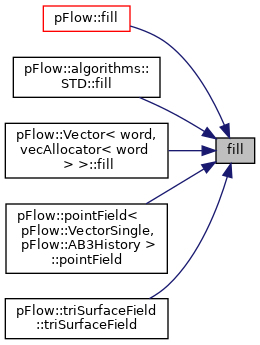 pFlow::fill
pFlow::algorithms::
STD::fill
pFlow::Vector< word,
vecAllocator< word
> >::fill
fill
pFlow::pointField<
pFlow::VectorSingle,
pFlow::AB3History >
::pointField
pFlow::triSurfaceField
::triSurfaceField